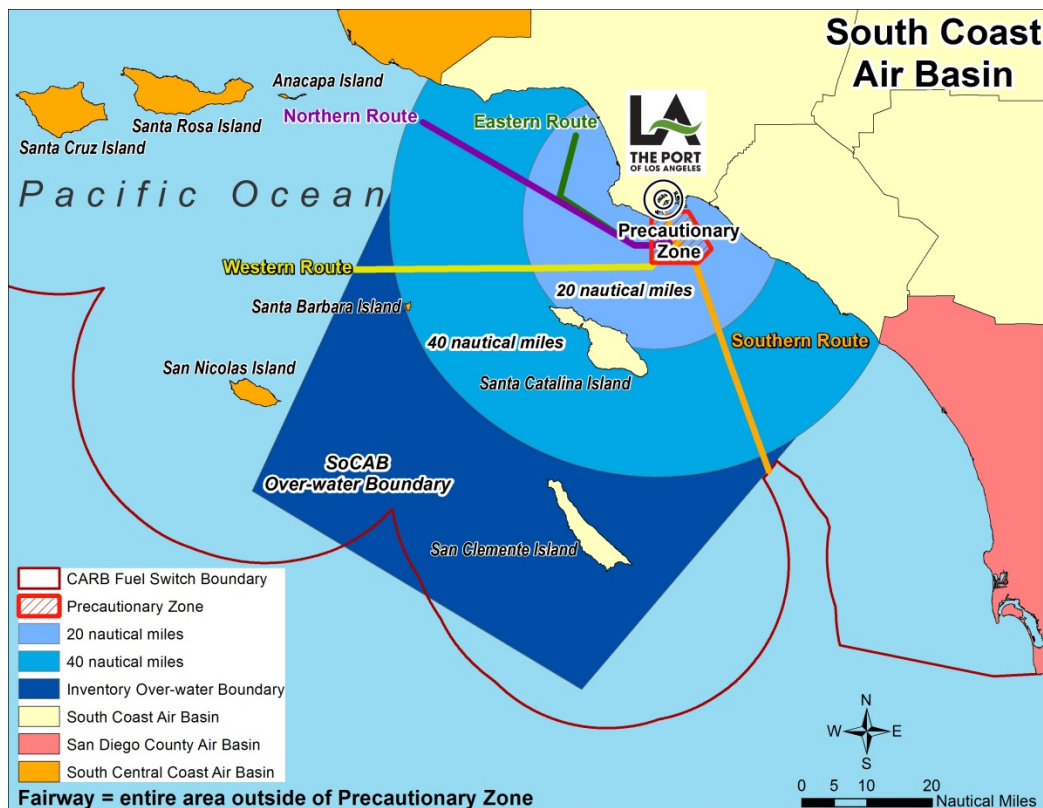 South Coast
Air Basin
Anacapa Island
Northern Route
Eastern Route
LA
THE PORT
OF LOS ANGELES
Santa Rosa Island
Santa Cruz Island
Pacific Ocean
Precautionary
Zone
Western Route
20 nautical miles
Santa Barbara Island
40 nautical miles
Southern Route
San Nicolas Island
Santa Catalina Island
SoCAB
Over-water Boundary
San Clemente Island
CARB Fuel Switch Boundary
Precautionary Zone
20 nautical miles
40 nautical miles
Inventory Over-water Boundary
South Coast Air Basin
San Diego County Air Basin
South Central Coast Air Basin
N
W E
S
0 5 10 20
Nautical Miles
Fairway = entire area outside of Precautionary Zone